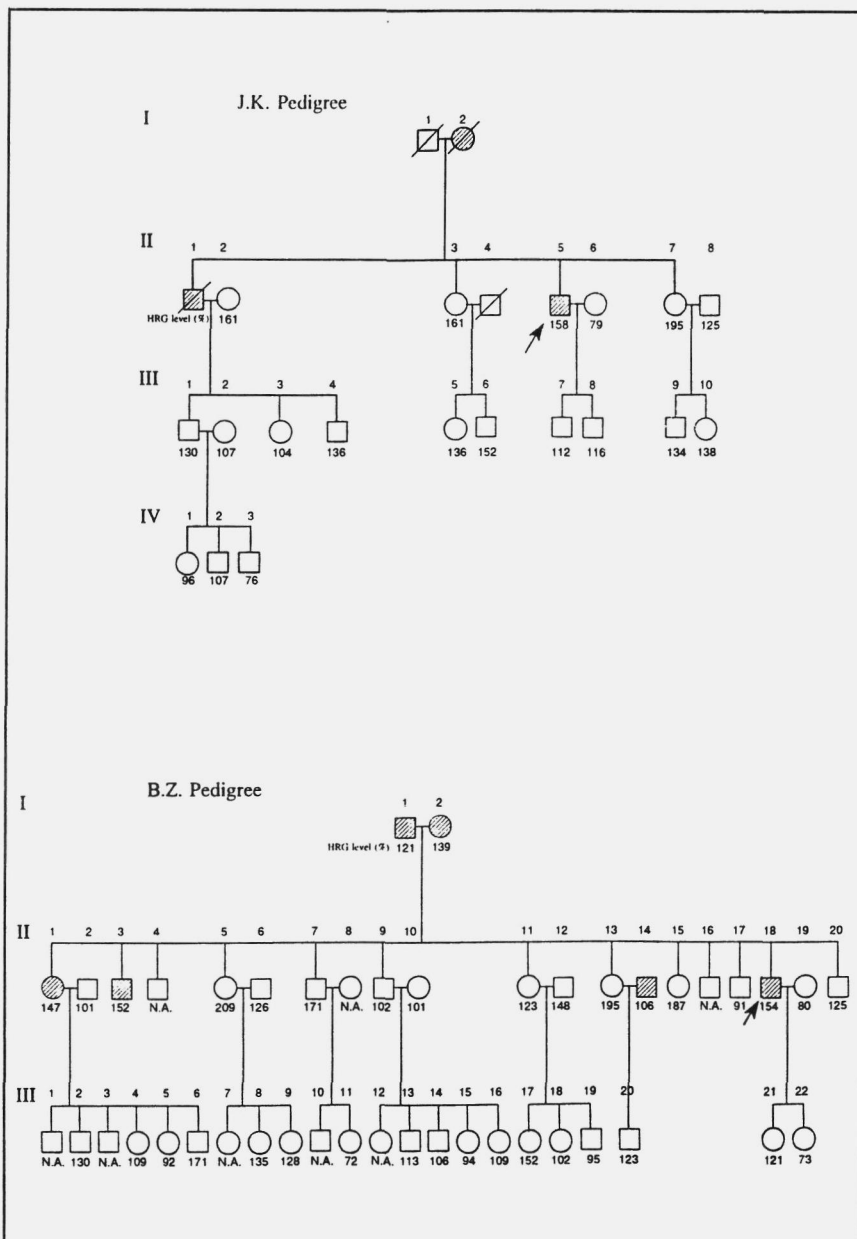 J.K. Pedigree
I
1 2
II
1 2 3 4 5 6 7 8
HRG level (%) 161 161 158 79 195 125
III
1 2 3 4 5 6 7 8 9 10
130 107 104 136 136 152 112 116 134 138
IV
1 2 3
96 107 76
B.Z. Pedigree
I
1 2
HRG level (%) 121 139
II
1 2 3 4 5 6 7 8 9 10 11 12 13 14 15 16 17 18 19 20
147 101 152 N.A. 209 126 171 N.A. 102 101 123 148 195 106 187 N.A. 91 154 80 125
III
1 2 3 4 5 6 7 8 9 10 11 12 13 14 15 16 17 18 19 20 21 22
N.A. 130 N.A. 109 92 171 N.A. 135 128 N.A. 72 N.A. 113 106 94 109 152 102 95 123 121 73